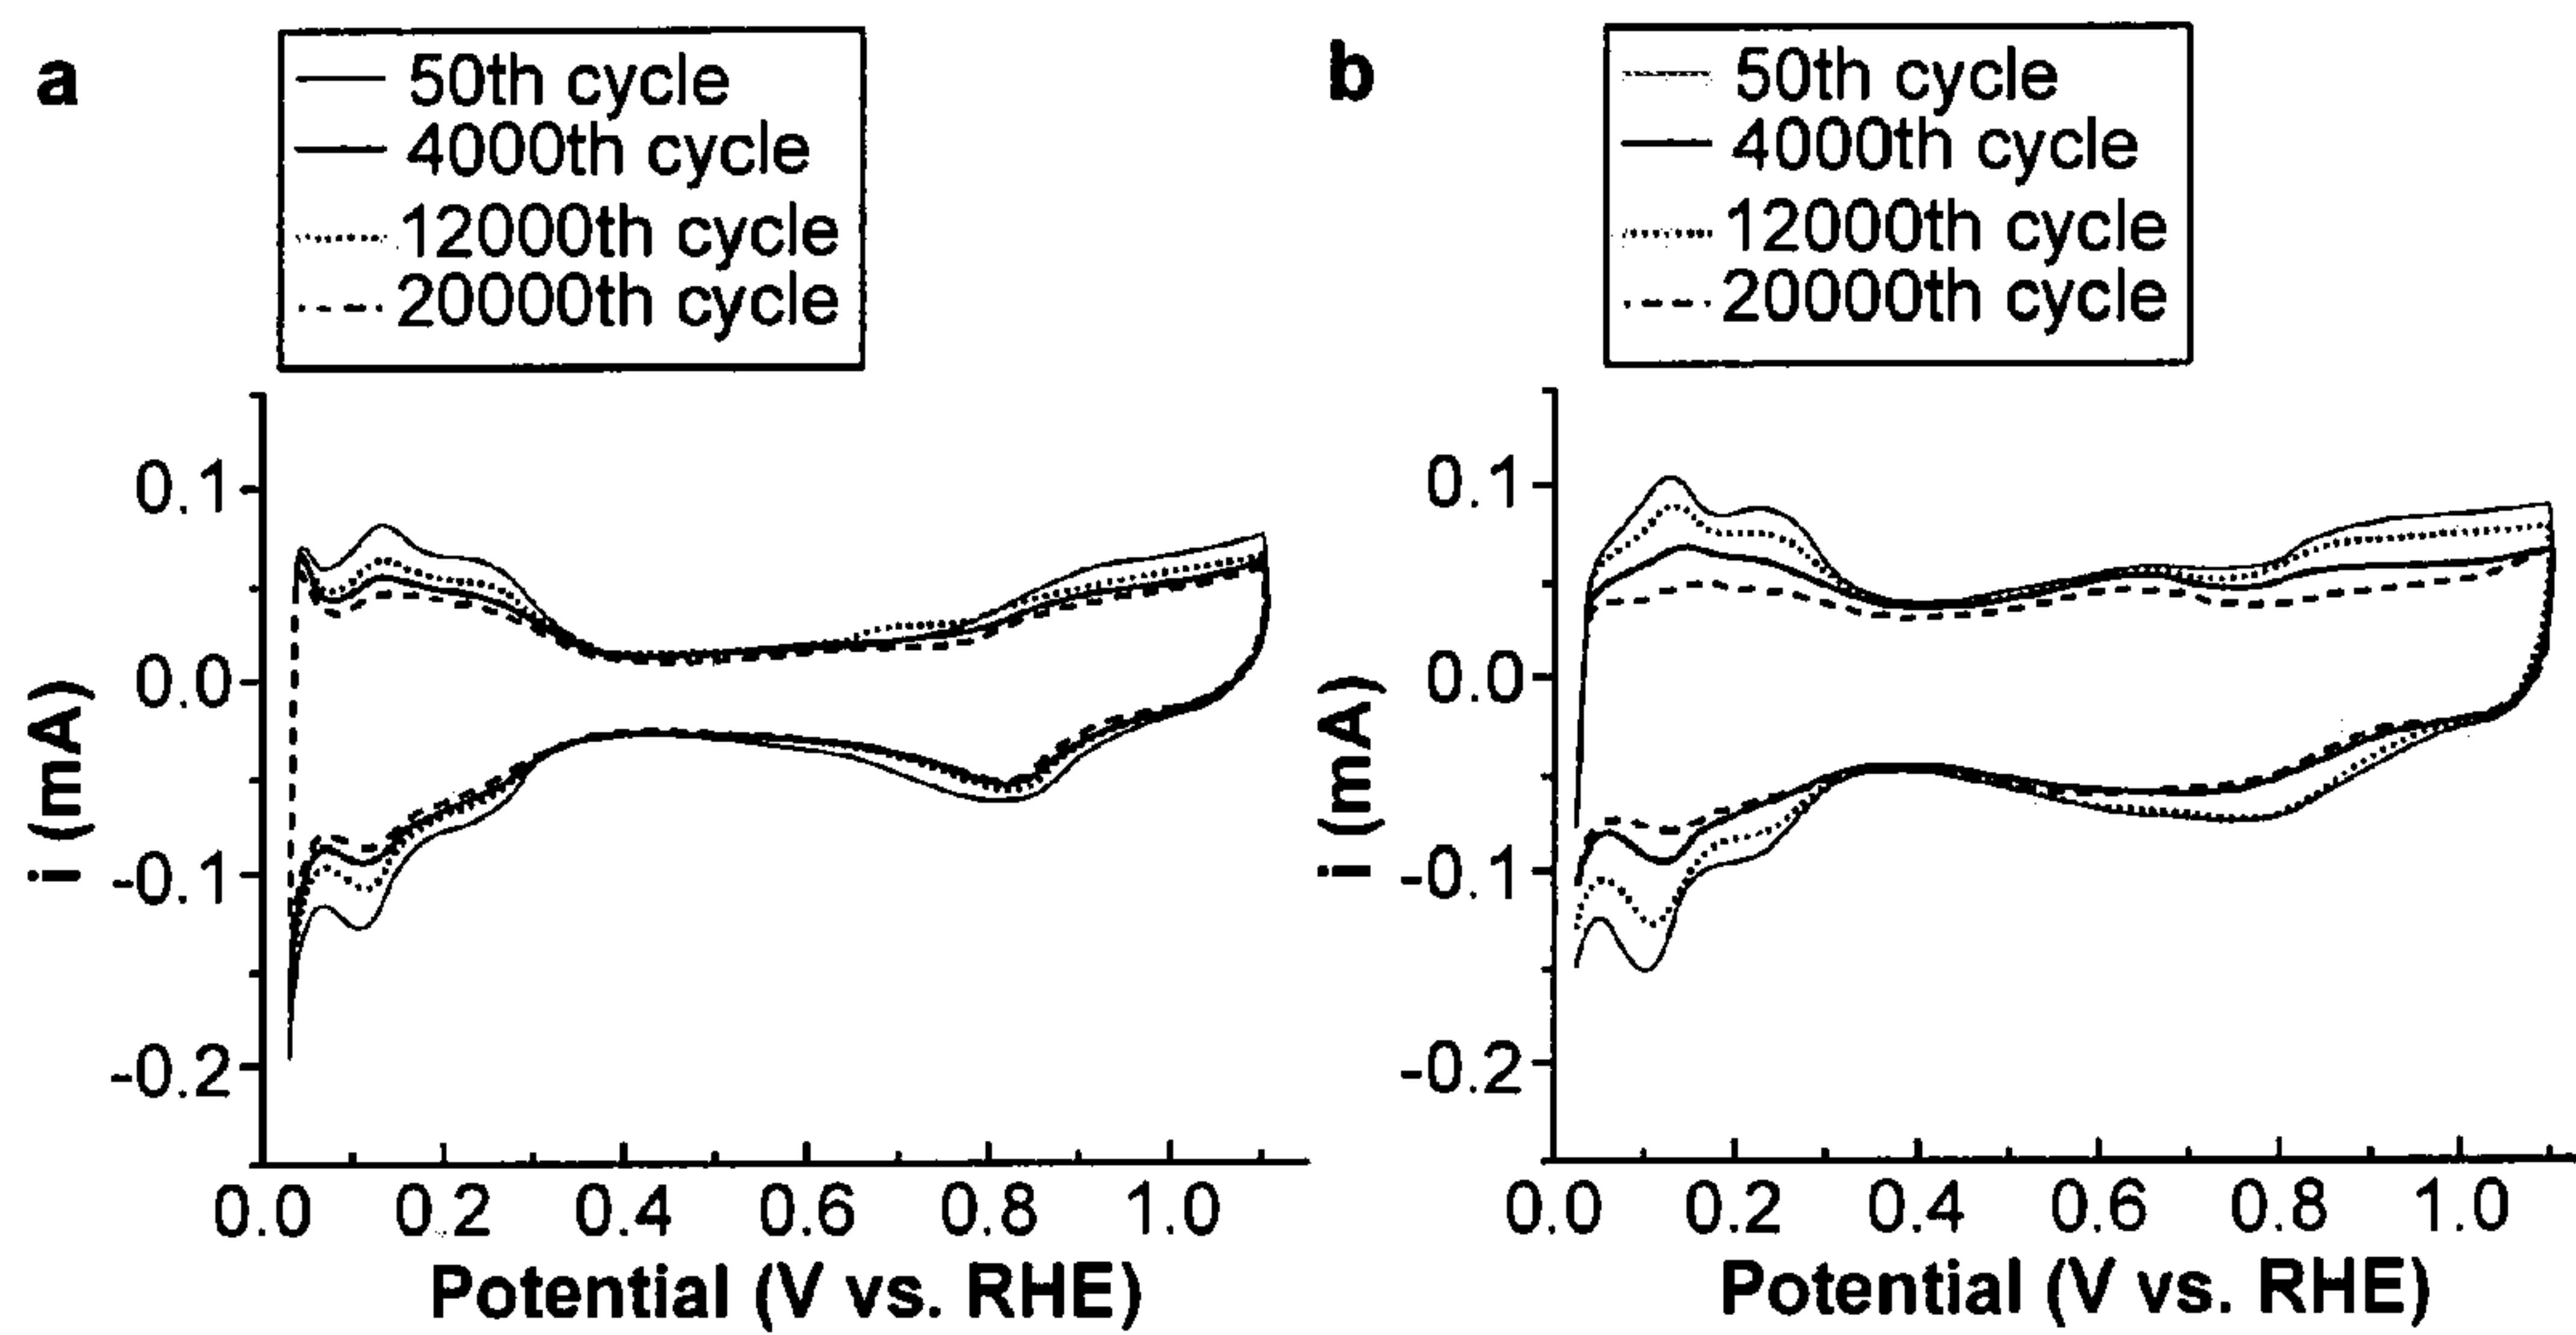 a
50th cycle
4000th cycle
12000th cycle
20000th cycle
0.1
0.0
-0.1
-0.2
i (mA)
0.0 0.2 0.4 0.6 0.8 1.0
Potential (V vs. RHE)
b
50th cycle
4000th cycle
12000th cycle
20000th cycle
0.1
0.0
-0.1
-0.2
i (mA)
0.0 0.2 0.4 0.6 0.8 1.0
Potential (V vs. RHE)